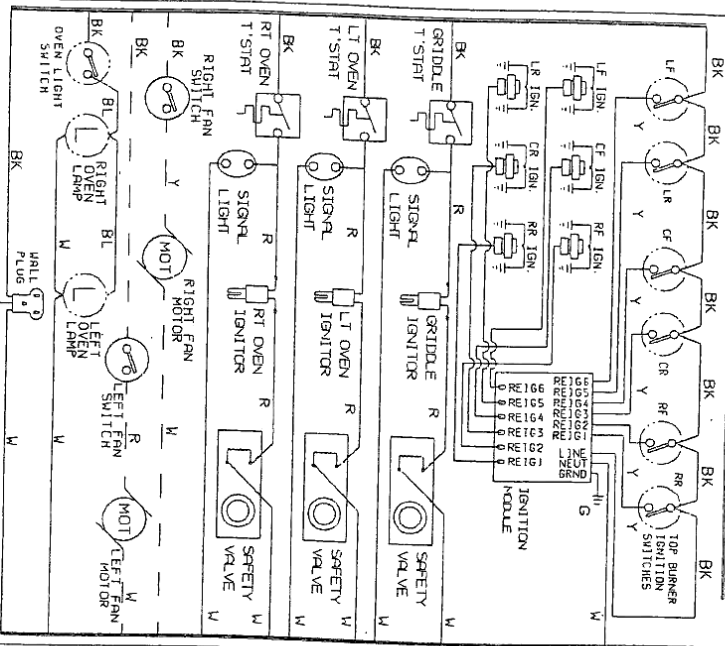 BK
BK
BK
BK
BK
BK
BK
LF
LR
CF
CR
RF
RR
Y
Y
Y
Y
Y
Y
TOP BURNER
IGNITION
SWITCHES
LF IGN.
CF IGN.
RF IGN.
LR IGN.
CR IGN.
RR IGN.
REIG6
REIG5
REIG4
REIG3
REIG2
REIG1
LINE
NEUT
GRND
REIG6
REIG5
REIG4
REIG3
REIG2
REIG1
IGNITION
MODULE
G
W
BK
GRIDDLE
T'STAT
SIGNAL
LIGHT
R
GRIDDLE
IGNITOR
R
SAFETY
VALVE
W
W
BK
LT OVEN
T'STAT
BK
SIGNAL
LIGHT
R
LT OVEN
IGNITOR
R
SAFETY
VALVE
W
W
BK
RT OVEN
T'STAT
BK
SIGNAL
LIGHT
R
RT OVEN
IGNITOR
R
SAFETY
VALVE
W
W
BK
RIGHT FAN
SWITCH
Y
MOT
RIGHT FAN
MOTOR
W
BK
LEFT FAN
SWITCH
R
MOT
LEFT FAN
MOTOR
W
BK
OVEN LIGHT
SWITCH
BL
L
RIGHT
OVEN
LAMP
BL
L
LEFT
OVEN
LAMP
W
W
BK
WALL
PLUG
W